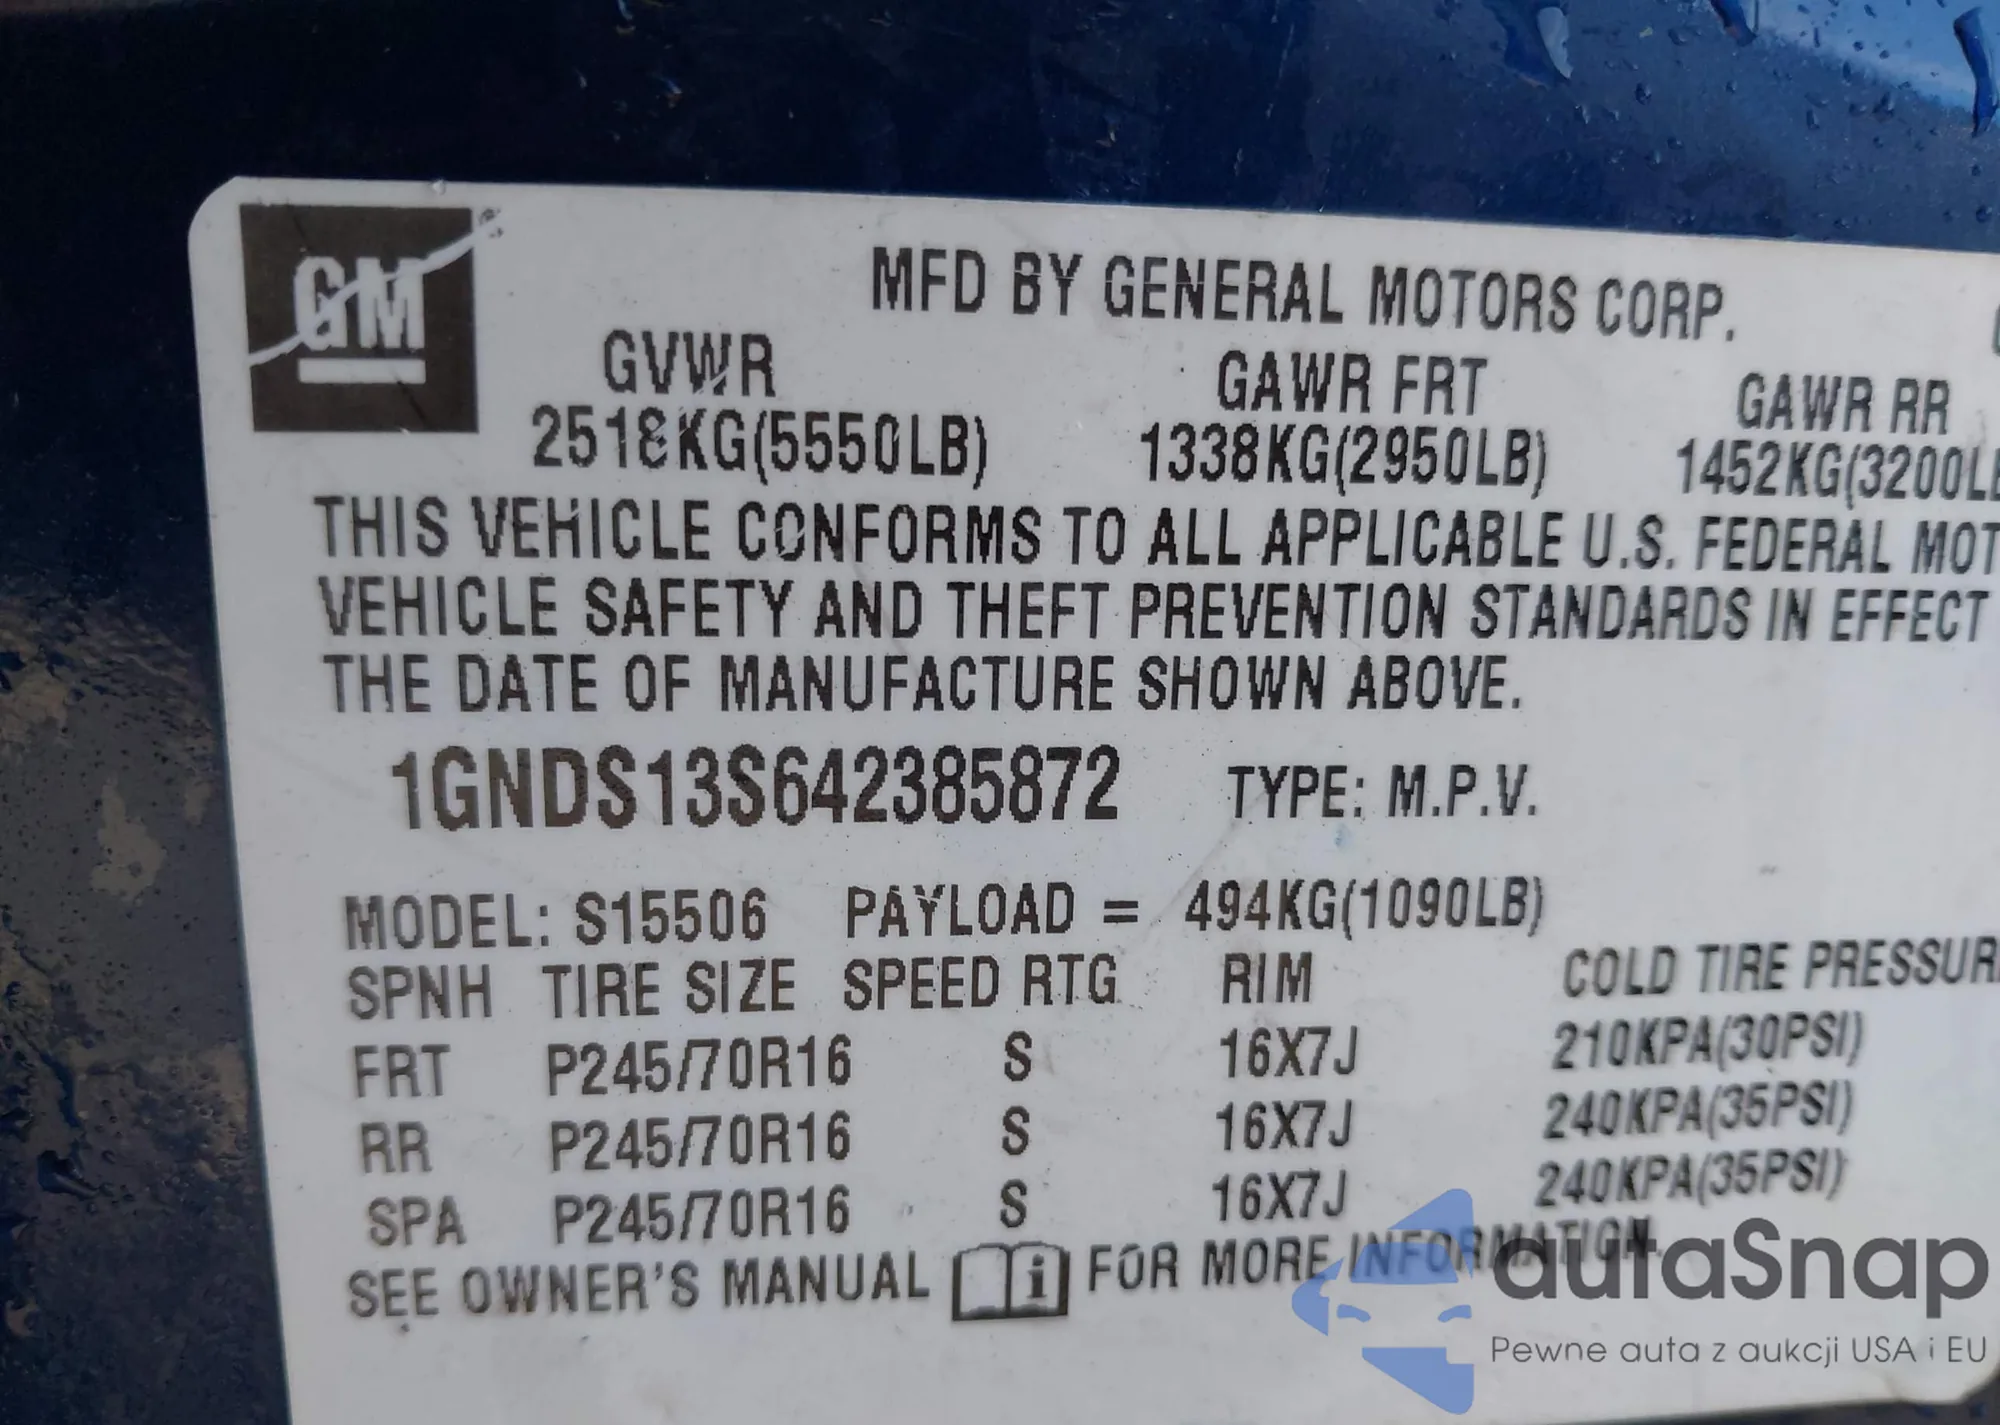 GM
MFD BY GENERAL MOTORS CORP.
GVWR GAWR FRT GAWR RR
2518KG(5550LB) 1338KG(2950LB) 1452KG(3200LB
THIS VEHICLE CONFORMS TO ALL APPLICABLE U.S. FEDERAL MOT
VEHICLE SAFETY AND THEFT PREVENTION STANDARDS IN EFFECT
THE DATE OF MANUFACTURE SHOWN ABOVE.
1GNDS13S642385872 TYPE: M.P.V.
MODEL: S15506 PAYLOAD = 494KG(1090LB)
SPNH TIRE SIZE SPEED RTG RIM COLD TIRE PRESSUR
FRT P245/70R16 S 16X7J 210KPA(30PSI)
RR P245/70R16 S 16X7J 240KPA(35PSI)
SPA P245/70R16 S 16X7J 240KPA(35PSI)
SEE OWNER'S MANUAL i FOR MORE INFORMATION.
autaSnap
Pewne auta z aukcji USA i EU